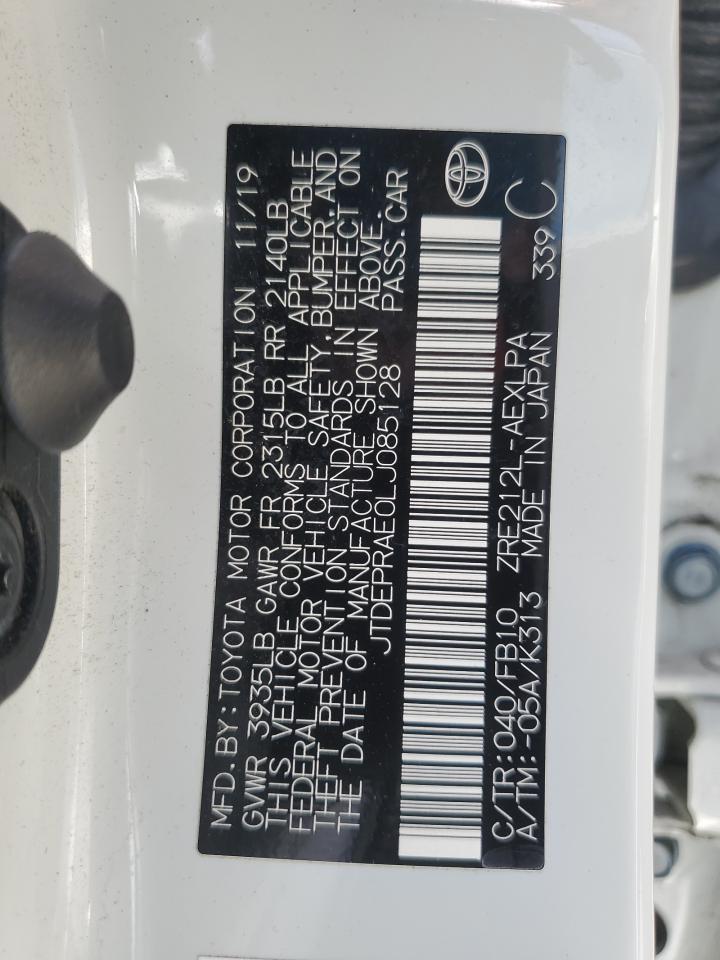 MFD.BY:TOYOTA MOTOR CORPORATION 11/19
GVWR 3935LB GAWR FR 2315LB RR 2140LB
THIS VEHICLE CONFORMS TO ALL APPLICABLE
FEDERAL MOTOR VEHICLE SAFETY,BUMPER,AND
THEFT PREVENTION STANDARDS IN EFFECT ON
THE DATE OF MANUFACTURE SHOWN ABOVE.
JTDEPRAE0LJ085128 PASS.CAR
C/TR:040/FB10 ZRE212L-AEXLPA 339
A/TM:-05A/K313 MADE IN JAPAN C